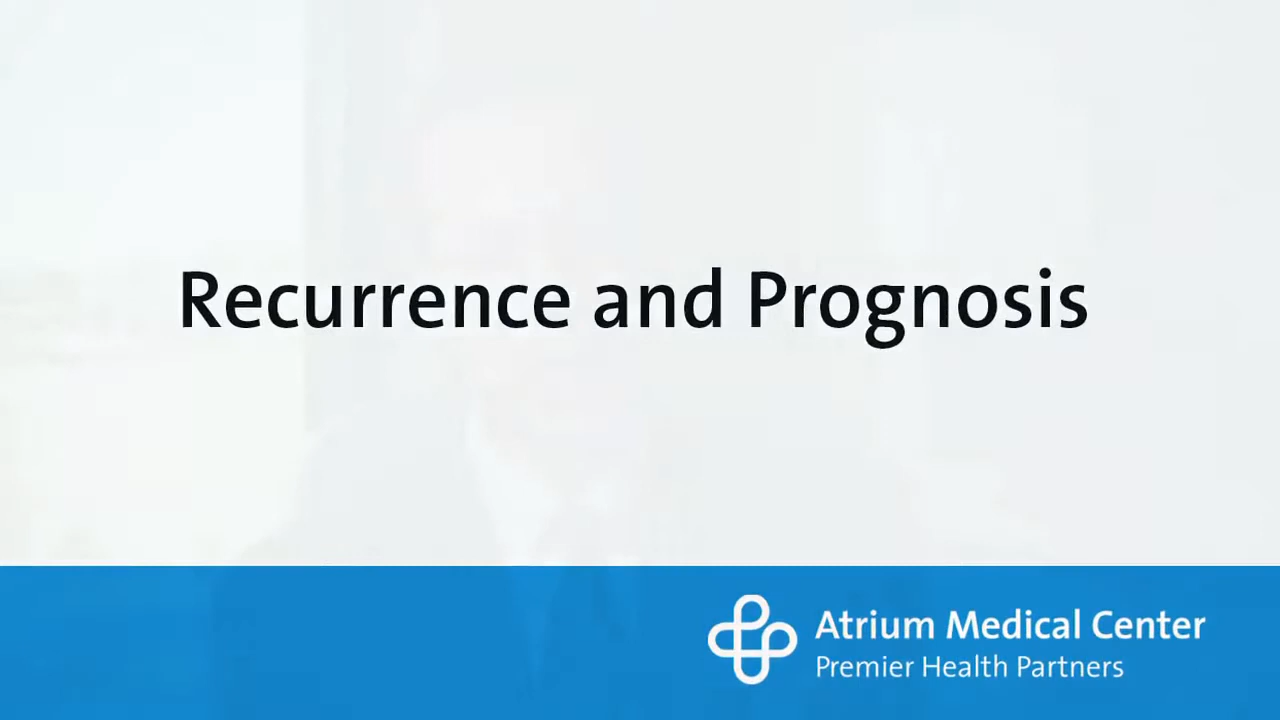 Recurrence and Prognosis
Atrium Medical Center
Premier Health Partners